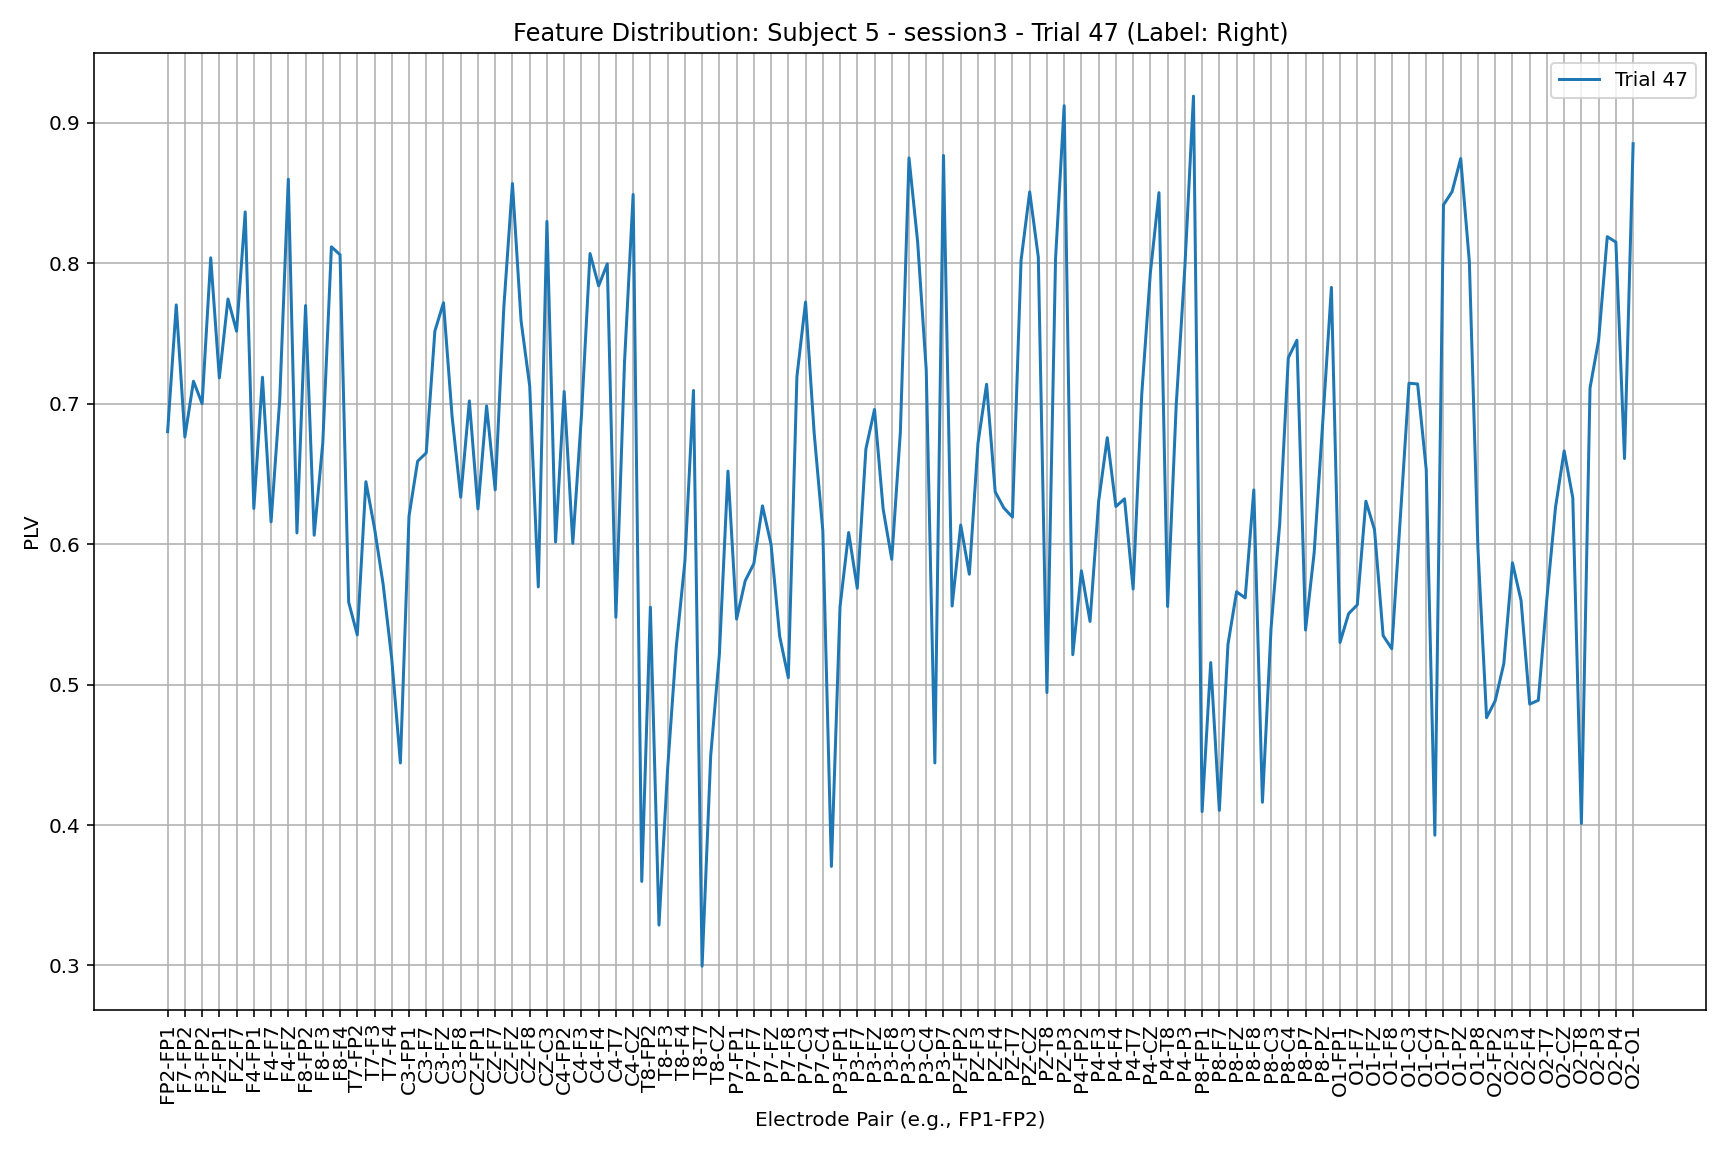 Feature Distribution: Subject 5 - session3 - Trial 47 (Label: Right)
Trial 47
PLV
0.9
0.8
0.7
0.6
0.5
0.4
0.3
FP2-FP1
F7-FP2
F3-FP2
FZ-FP1
FZ-F7
F4-FP1
F4-F7
F4-FZ
F8-FP2
F8-F3
F8-F4
T7-FP2
T7-F3
T7-F4
C3-FP1
C3-F7
C3-FZ
C3-F8
CZ-FP1
CZ-F7
CZ-FZ
CZ-F8
CZ-C3
C4-FP2
C4-F3
C4-F4
C4-T7
C4-CZ
T8-FP2
T8-F3
T8-F4
T8-T7
T8-CZ
P7-FP1
P7-F7
P7-FZ
P7-F8
P7-C3
P7-C4
P3-FP1
P3-F7
P3-FZ
P3-F8
P3-C3
P3-C4
P3-P7
PZ-FP2
PZ-F3
PZ-F4
PZ-T7
PZ-CZ
PZ-T8
PZ-P3
P4-FP2
P4-F3
P4-F4
P4-T7
P4-CZ
P4-T8
P4-P3
P8-FP1
P8-F7
P8-FZ
P8-F8
P8-C3
P8-C4
P8-P7
P8-PZ
O1-FP1
O1-F7
O1-FZ
O1-F8
O1-C3
O1-C4
O1-P7
O1-PZ
O1-P8
O2-FP2
O2-F3
O2-F4
O2-T7
O2-CZ
O2-T8
O2-P3
O2-P4
O2-O1
Electrode Pair (e.g., FP1-FP2)